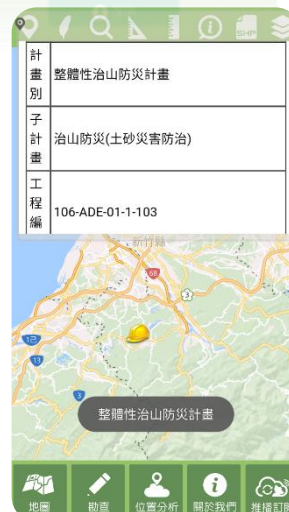 SHP
計畫別 整體性治山防災計畫
子計畫 治山防災(土砂災害防治)
工程編 106-ADE-01-1-103
新竹縣
68
3
12
13
3
整體性治山防災計畫
地圖 勘查 位置分析 關於我們 推播訂閱